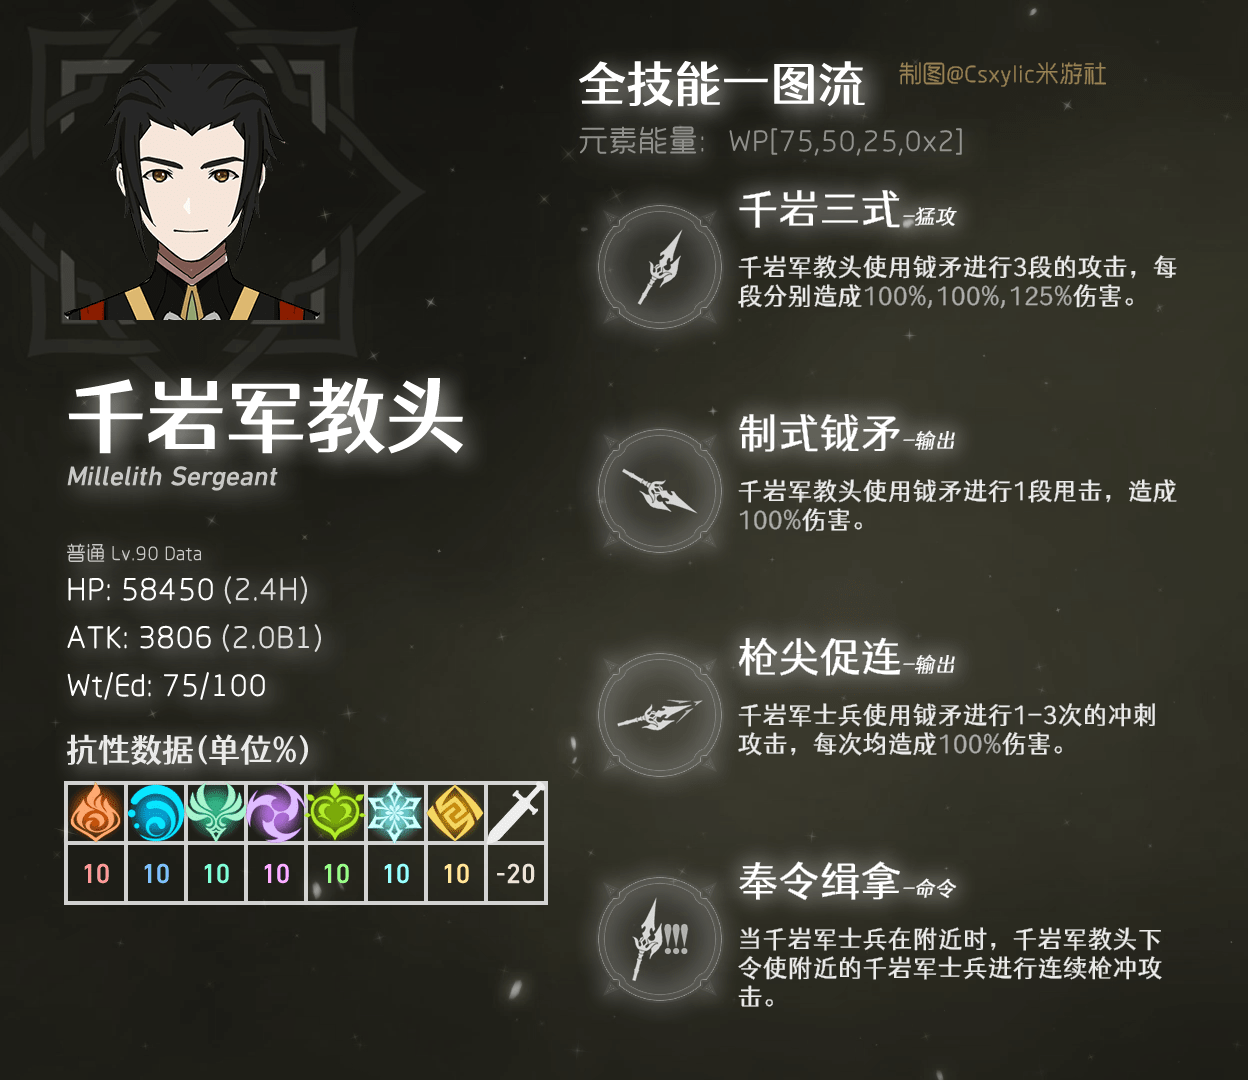 全技能一图流
制图@Csxylic米游社
元素能量： WP[75,50,25,0x2]
千岩军教头
Millelith Sergeant
普通 Lv.90 Data
HP: 58450 (2.4H)
ATK: 3806 (2.0B1)
Wt/Ed: 75/100
抗性数据(单位%)
10 10 10 10 10 10 10 -20
千岩三式-猛攻
千岩军教头使用钺矛进行3段的攻击，每
段分别造成100%,100%,125%伤害。
制式钺矛-输出
千岩军教头使用钺矛进行1段甩击，造成
100%伤害。
枪尖促连-输出
千岩军士兵使用钺矛进行1-3次的冲刺
攻击，每次均造成100%伤害。
!!!
奉令缉拿-命令
当千岩军士兵在附近时，千岩军教头下
令使附近的千岩军士兵进行连续枪冲攻
击。